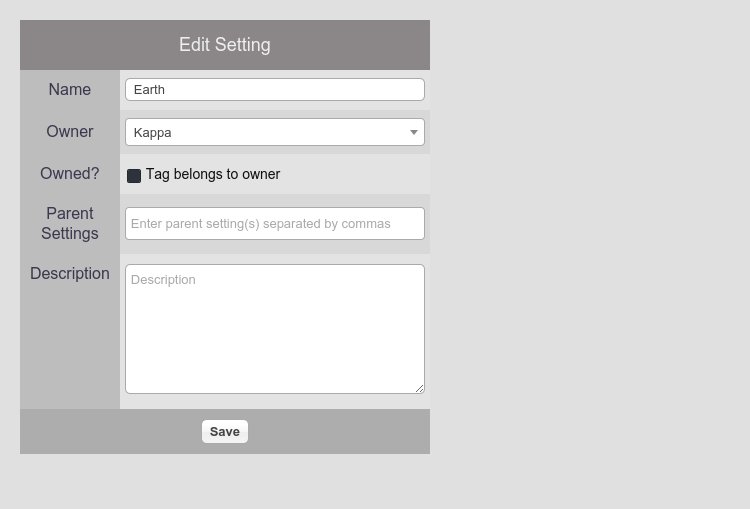 Edit Setting
Name
Earth
Owner
Kappa
Owned?
Tag belongs to owner
Parent
Settings
Enter parent setting(s) separated by commas
Description
Description
Save